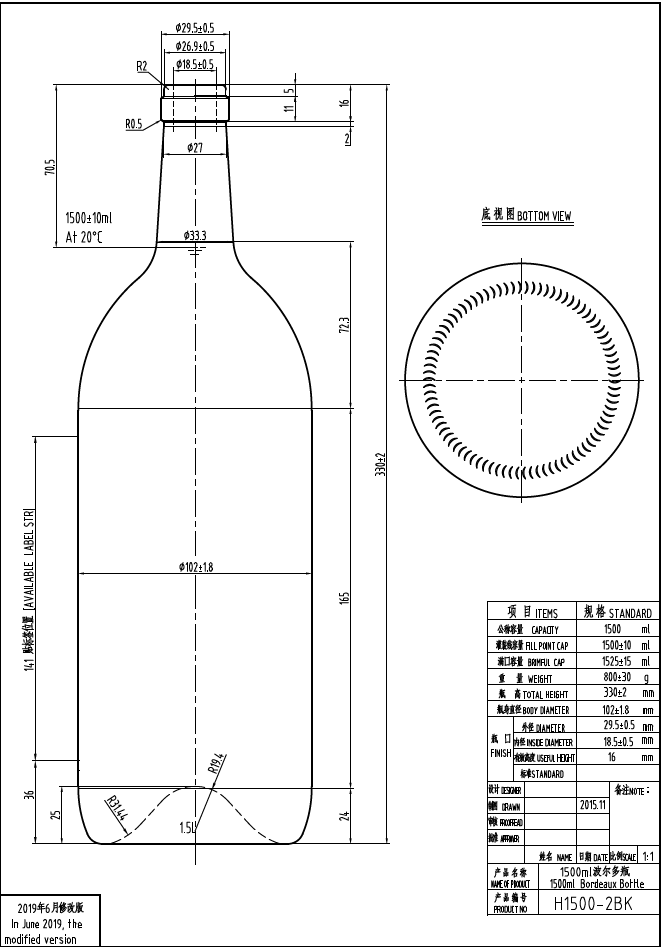 Φ29.5±0.5
Φ26.9±0.5
Φ18.5±0.5
R2
5
11
16
R0.5
2
Φ27
70.5
1500±10ml
At 20°C
Φ33.3
底视图 BOTTOM VIEW
72.3
330±2
141 贴标签位置 [AVAILABLE LABEL STR]
Φ102±1.8
165
R19.4
R31.44
36
25
1.5L
24
项 目 ITEMS 规格 STANDARD
公称容量 CAPACITY 1500 ml
灌装线容量 FILL POINT CAP 1500±10 ml
满口容量 BRIMFUL CAP 1525±15 ml
重 量 WEIGHT 800±30 g
瓶 高 TOTAL HEIGHT 330±2 mm
瓶身直径 BODY DIAMETER 102±1.8 mm
瓶 口 FINISH
外径 DIAMETER 29.5±0.5 mm
内径 INSIDE DIAMETER 18.5±0.5 mm
有效高度 USEFUL HEIGHT 16 mm
标准 STANDARD
设计 DESIGNER 备注 NOTE：
制图 DRAWN 2015.11
审核 PROOFREAD
批准 APPROVER
姓名 NAME 日期 DATE 比例 SCALE 1:1
产品名称 1500ml波尔多瓶
NAME OF PRODUCT 1500ml Bordeaux Bottle
产品编号
PRODUCT NO H1500-2BK
2019年6月修改版
In June 2019, the
modified version